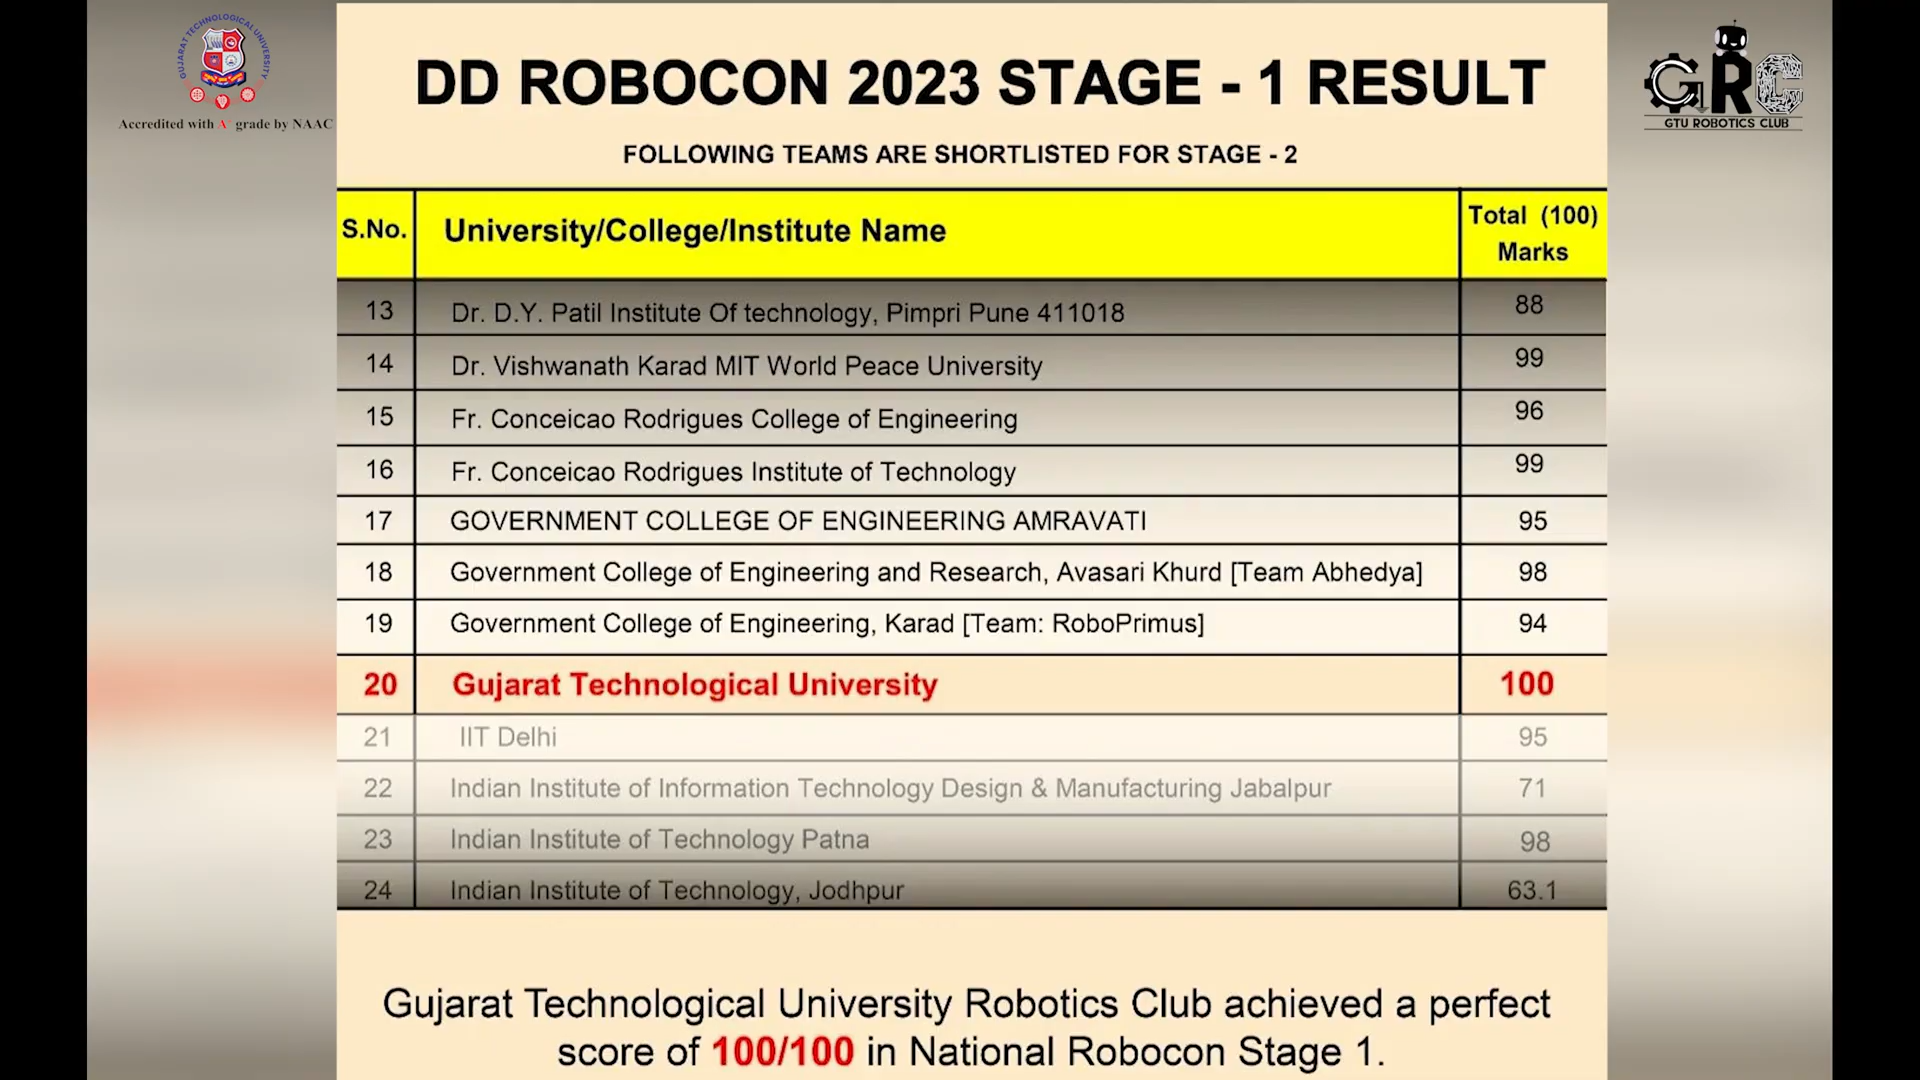 GUJARAT TECHNOLOGICAL UNIVERSITY
Accredited with A grade by NAAC
GRC
GTU ROBOTICS CLUB
DD ROBOCON 2023 STAGE - 1 RESULT
FOLLOWING TEAMS ARE SHORTLISTED FOR STAGE - 2
S.No. University/College/Institute Name Total (100) Marks
13 Dr. D.Y. Patil Institute Of technology, Pimpri Pune 411018 88
14 Dr. Vishwanath Karad MIT World Peace University 99
15 Fr. Conceicao Rodrigues College of Engineering 96
16 Fr. Conceicao Rodrigues Institute of Technology 99
17 GOVERNMENT COLLEGE OF ENGINEERING AMRAVATI 95
18 Government College of Engineering and Research, Avasari Khurd [Team Abhedya] 98
19 Government College of Engineering, Karad [Team: RoboPrimus] 94
20 Gujarat Technological University 100
21 IIT Delhi 95
22 Indian Institute of Information Technology Design & Manufacturing Jabalpur 71
23 Indian Institute of Technology Patna 98
24 Indian Institute of Technology, Jodhpur 63.1
Gujarat Technological University Robotics Club achieved a perfect
score of 100/100 in National Robocon Stage 1.